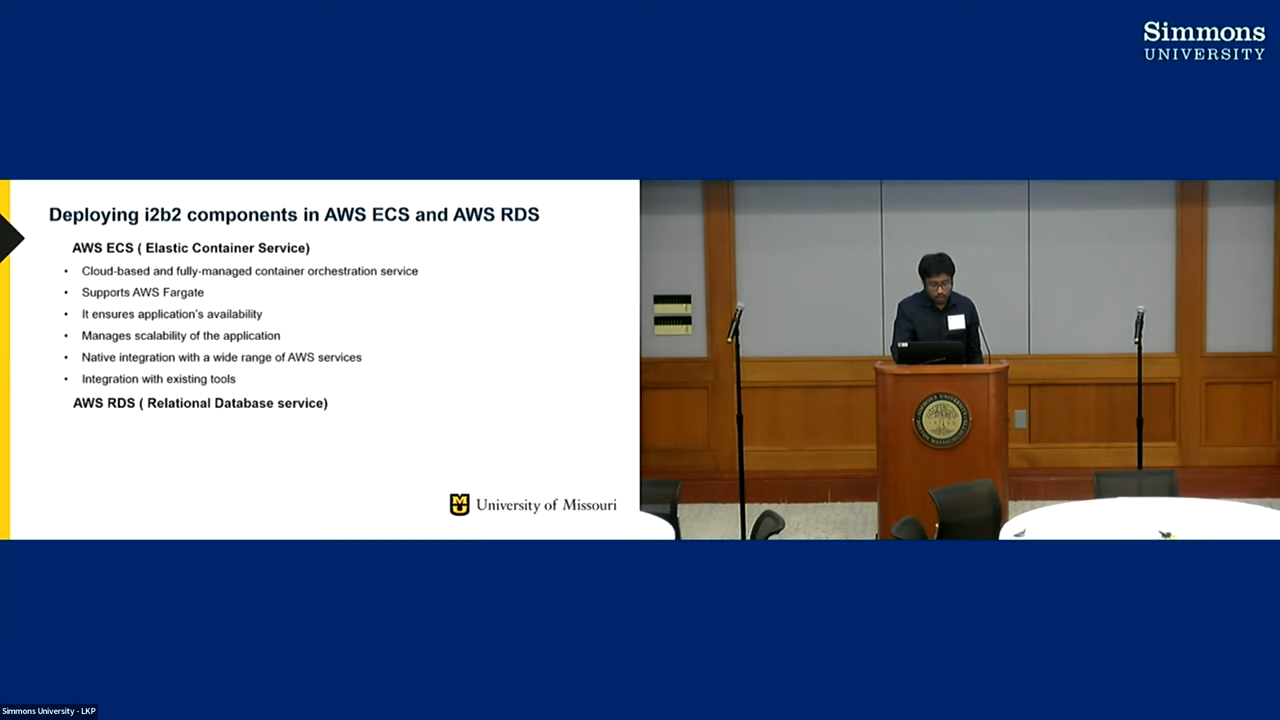 Simmons
UNIVERSITY
Deploying i2b2 components in AWS ECS and AWS RDS
AWS ECS ( Elastic Container Service)
• Cloud-based and fully-managed container orchestration service
• Supports AWS Fargate
• It ensures application's availability
• Manages scalability of the application
• Native integration with a wide range of AWS services
• Integration with existing tools
AWS RDS ( Relational Database service)
University of Missouri
Simmons University - LKP